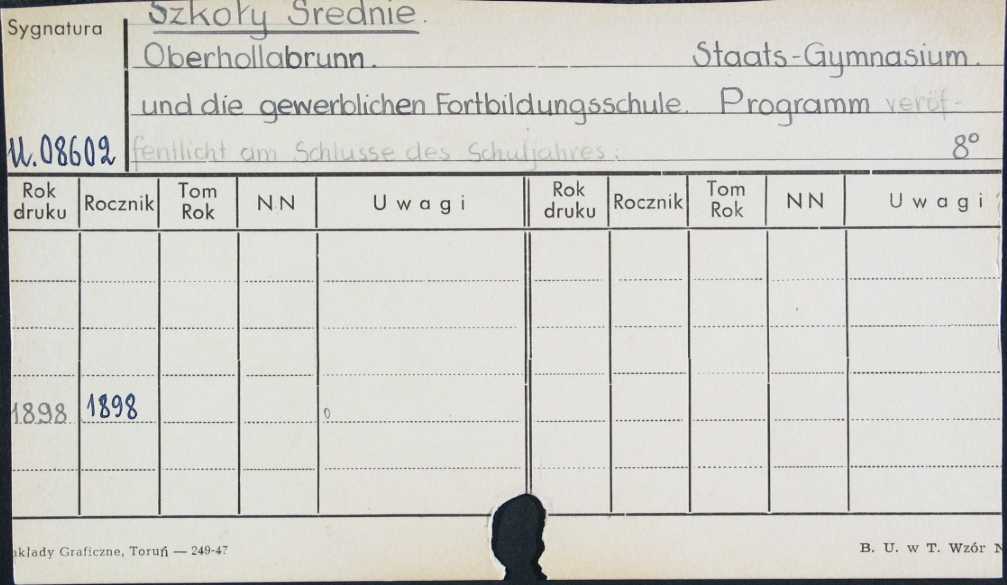 Sygnatura
Szkoły Średnie.
Oberhollabrunn. Staats-Gymnasium.
und die gewerblichen Fortbildungsschule. Programm veröf-
U.08602 fentlicht am Schlusse des Schuljahres: 8°
Rok druku Rocznik Tom Rok NN Uwagi Rok druku Rocznik Tom Rok NN Uwagi
1898 1898
akłady Graficzne, Toruń — 249-47 B. U. w T. Wzór N